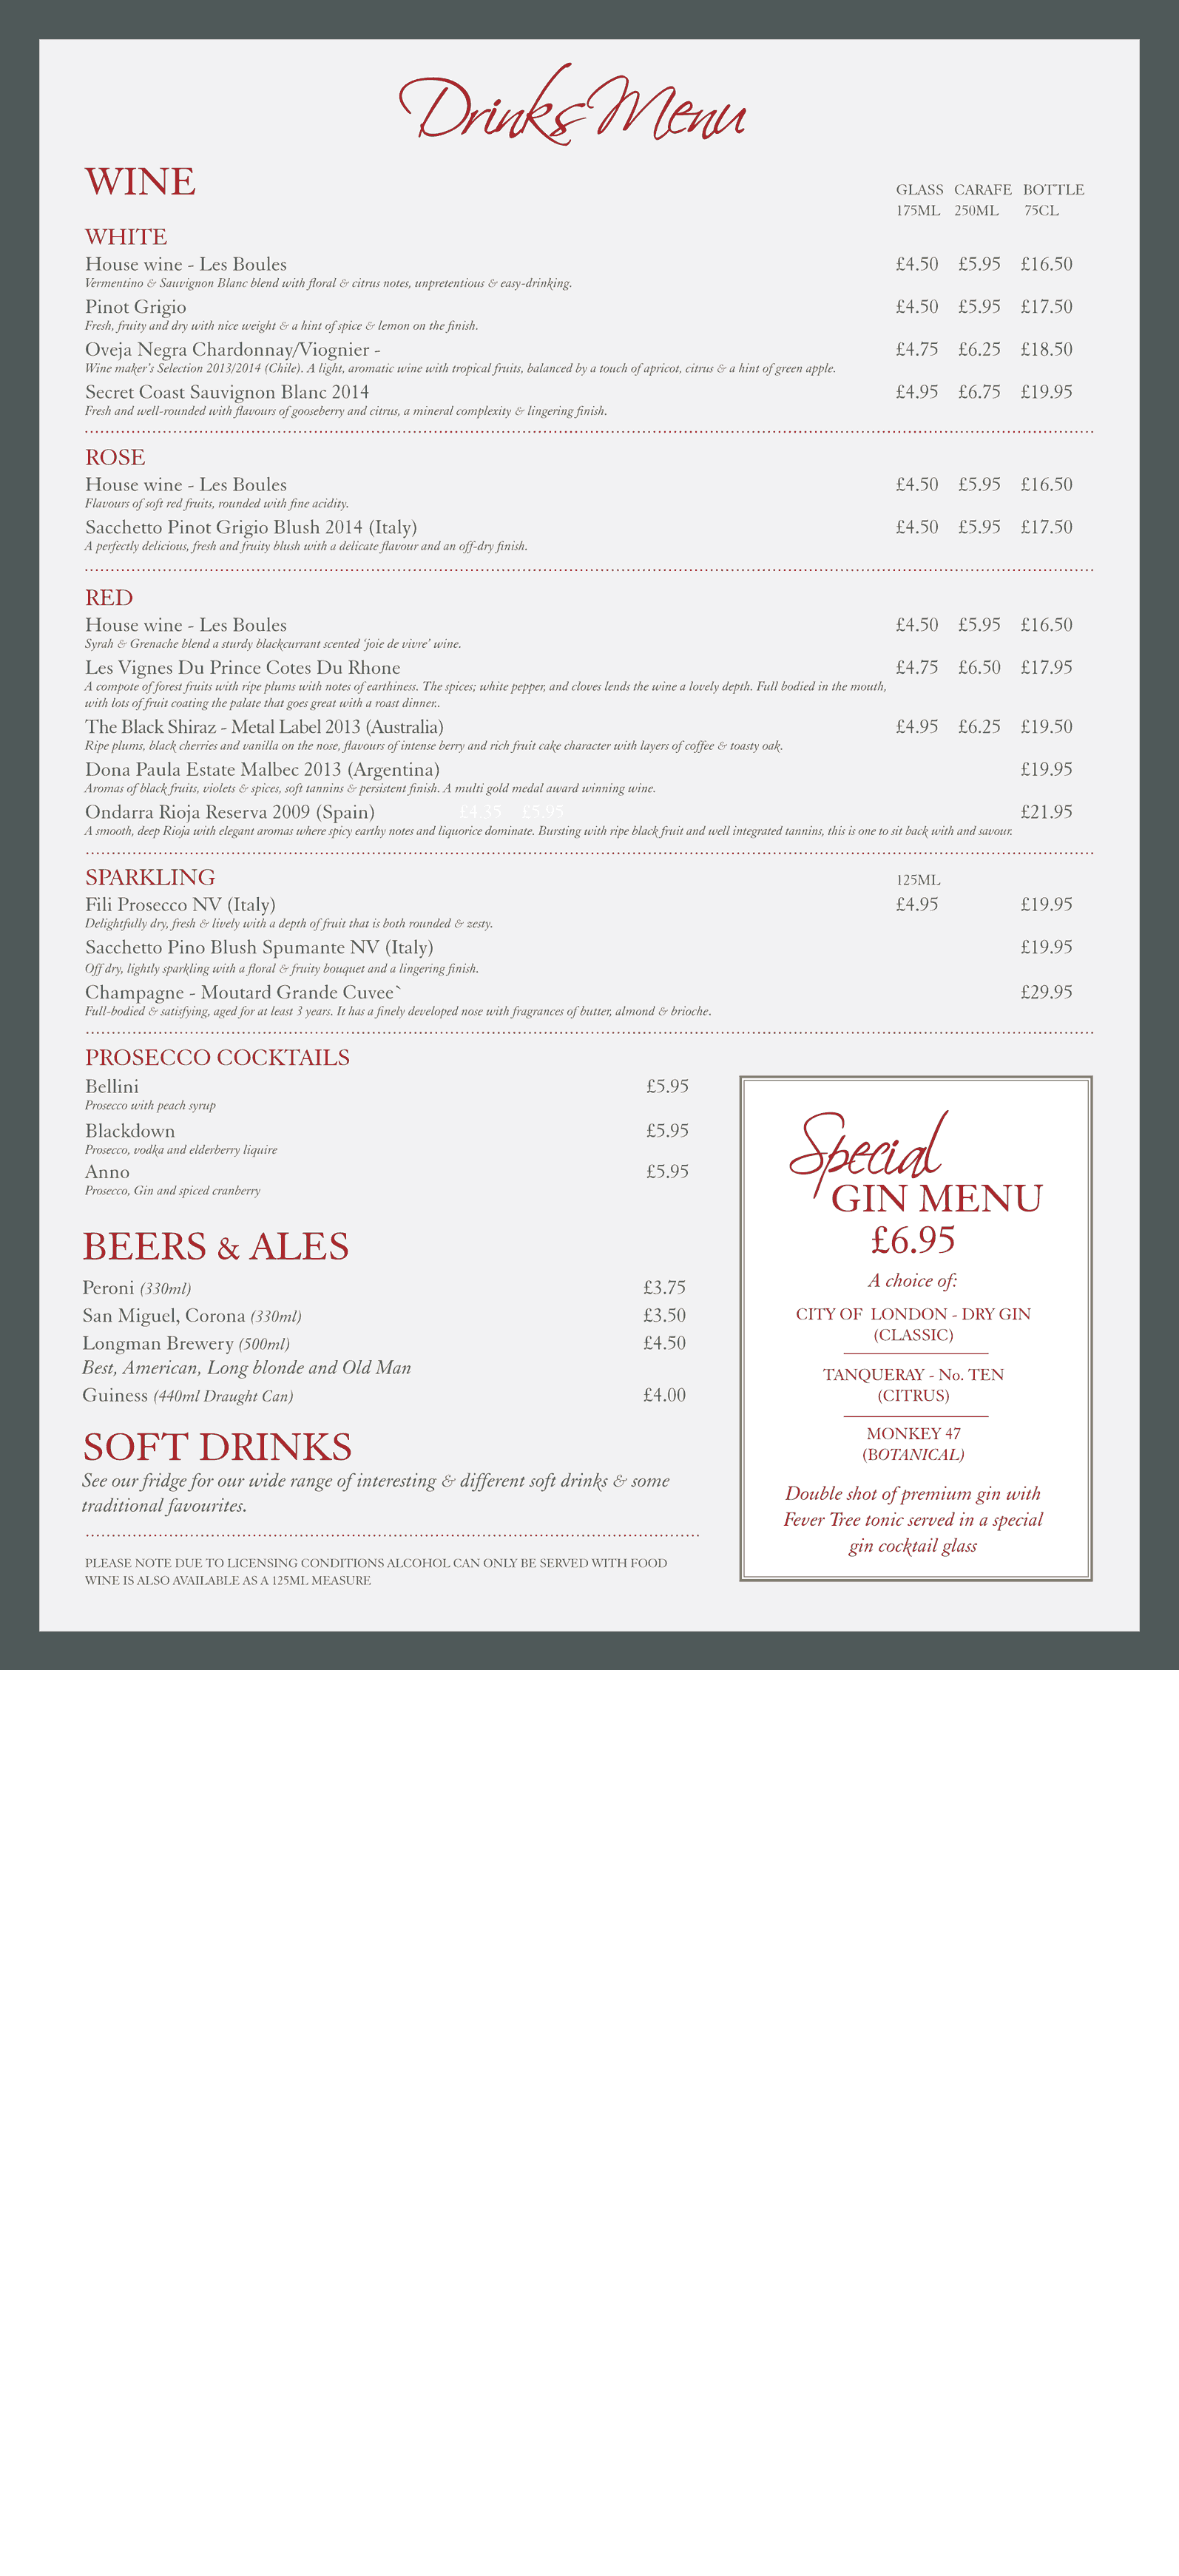 Drinks Menu
WINE
GLASS CARAFE BOTTLE
175ML 250ML 75CL
WHITE
House wine - Les Boules £4.50 £5.95 £16.50
Vermentino & Sauvignon Blanc blend with floral & citrus notes, unpretentious & easy-drinking.
Pinot Grigio £4.50 £5.95 £17.50
Fresh, fruity and dry with nice weight & a hint of spice & lemon on the finish.
Oveja Negra Chardonnay/Viognier - £4.75 £6.25 £18.50
Wine maker's Selection 2013/2014 (Chile). A light, aromatic wine with tropical fruits, balanced by a touch of apricot, citrus & a hint of green apple.
Secret Coast Sauvignon Blanc 2014 £4.95 £6.75 £19.95
Fresh and well-rounded with flavours of gooseberry and citrus, a mineral complexity & lingering finish.
ROSE
House wine - Les Boules £4.50 £5.95 £16.50
Flavours of soft red fruits, rounded with fine acidity.
Sacchetto Pinot Grigio Blush 2014 (Italy) £4.50 £5.95 £17.50
A perfectly delicious, fresh and fruity blush with a delicate flavour and an off-dry finish.
RED
House wine - Les Boules £4.50 £5.95 £16.50
Syrah & Grenache blend a sturdy blackcurrant scented 'joie de vivre' wine.
Les Vignes Du Prince Cotes Du Rhone £4.75 £6.50 £17.95
A compote of forest fruits with ripe plums with notes of earthiness. The spices; white pepper, and cloves lends the wine a lovely depth. Full bodied in the mouth,
with lots of fruit coating the palate that goes great with a roast dinner..
The Black Shiraz - Metal Label 2013 (Australia) £4.95 £6.25 £19.50
Ripe plums, black cherries and vanilla on the nose, flavours of intense berry and rich fruit cake character with layers of coffee & toasty oak.
Dona Paula Estate Malbec 2013 (Argentina) £19.95
Aromas of black fruits, violets & spices, soft tannins & persistent finish. A multi gold medal award winning wine.
Ondarra Rioja Reserva 2009 (Spain) £4.35 £5.95 £21.95
A smooth, deep Rioja with elegant aromas where spicy earthy notes and liquorice dominate. Bursting with ripe black fruit and well integrated tannins, this is one to sit back with and savour.
SPARKLING 125ML
Fili Prosecco NV (Italy) £4.95 £19.95
Delightfully dry, fresh & lively with a depth of fruit that is both rounded & zesty.
Sacchetto Pino Blush Spumante NV (Italy) £19.95
Off dry, lightly sparkling with a floral & fruity bouquet and a lingering finish.
Champagne - Moutard Grande Cuvee` £29.95
Full-bodied & satisfying, aged for at least 3 years. It has a finely developed nose with fragrances of butter, almond & brioche.
PROSECCO COCKTAILS
Bellini £5.95
Prosecco with peach syrup
Blackdown £5.95
Prosecco, vodka and elderberry liquire
Anno £5.95
Prosecco, Gin and spiced cranberry
BEERS & ALES
Peroni (330ml) £3.75
San Miguel, Corona (330ml) £3.50
Longman Brewery (500ml) £4.50
Best, American, Long blonde and Old Man
Guiness (440ml Draught Can) £4.00
SOFT DRINKS
See our fridge for our wide range of interesting & different soft drinks & some
traditional favourites.
PLEASE NOTE DUE TO LICENSING CONDITIONS ALCOHOL CAN ONLY BE SERVED WITH FOOD
WINE IS ALSO AVAILABLE AS A 125ML MEASURE
Special
GIN MENU
£6.95
A choice of:
CITY OF LONDON - DRY GIN
(CLASSIC)
TANQUERAY - No. TEN
(CITRUS)
MONKEY 47
(BOTANICAL)
Double shot of premium gin with
Fever Tree tonic served in a special
gin cocktail glass